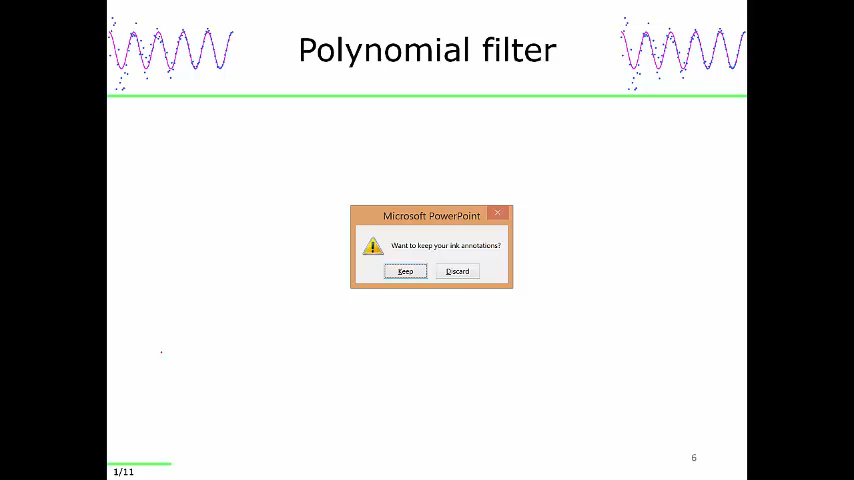 Polynomial filter
Microsoft PowerPoint
Want to keep your ink annotations?
Keep
Discard
6
1/11